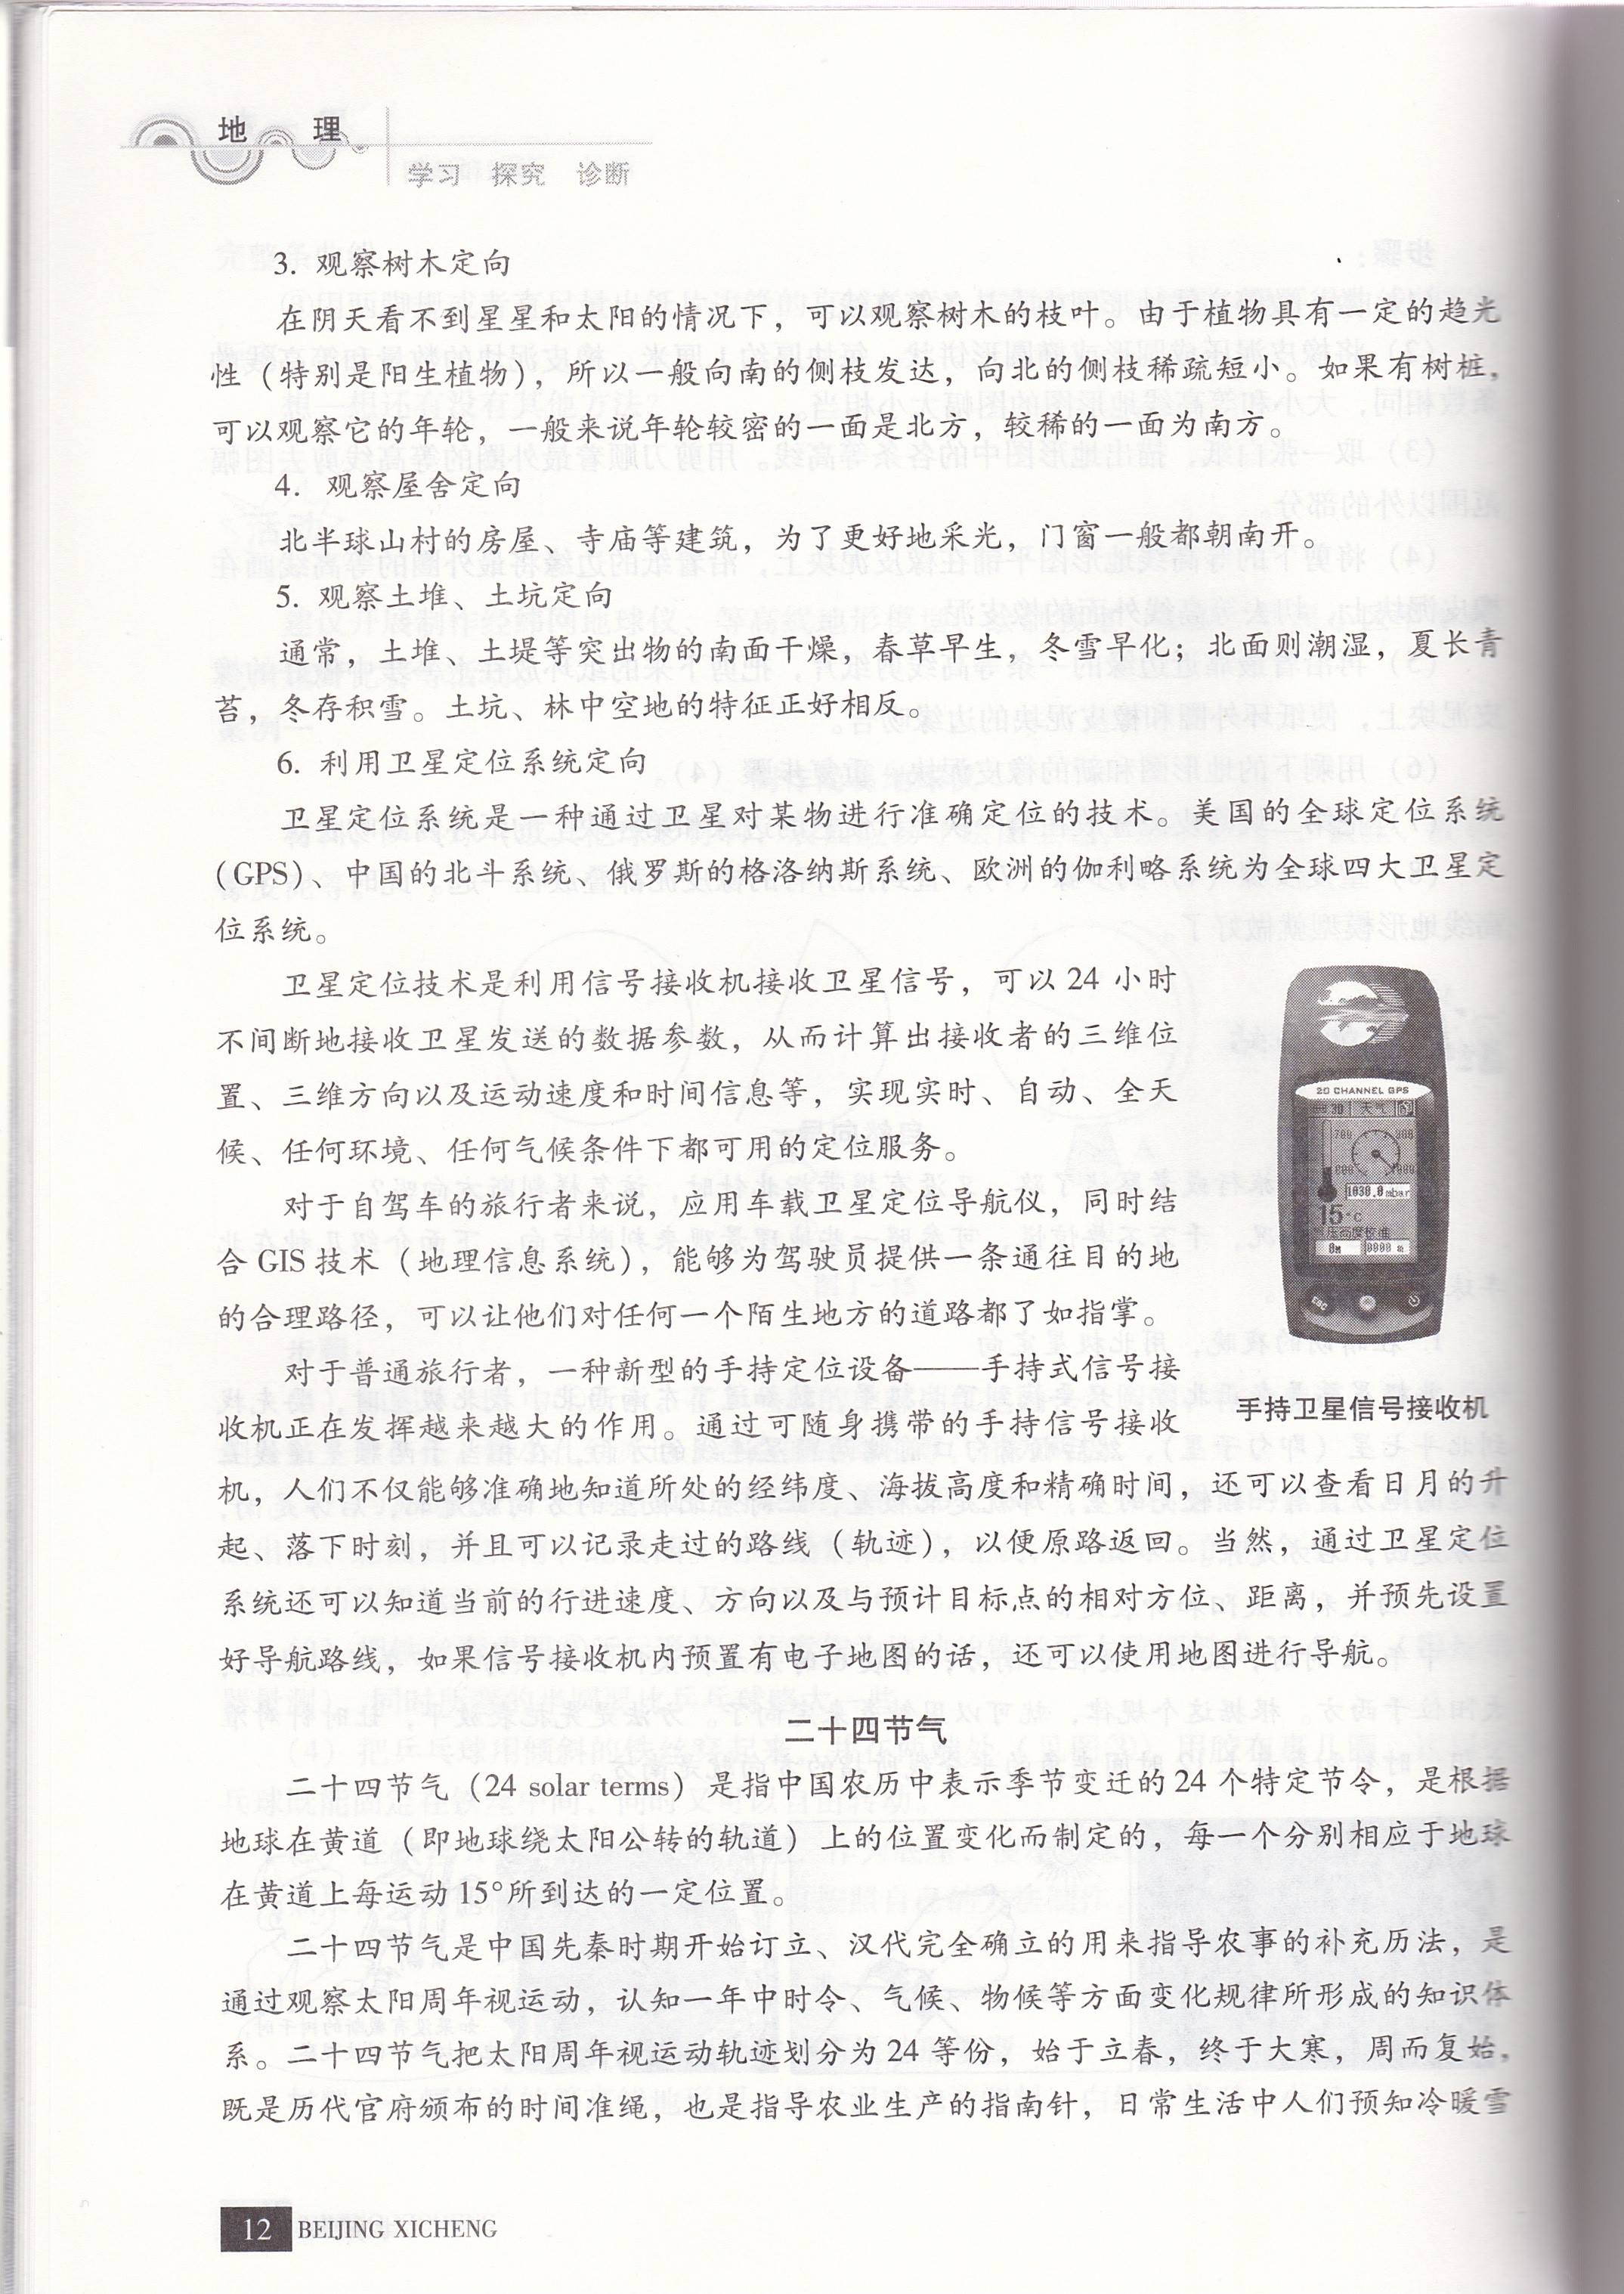 地 理
学习 探究 诊断
3. 观察树木定向
在阴天看不到星星和太阳的情况下，可以观察树木的枝叶。由于植物具有一定的趋光
性（特别是阳生植物），所以一般向南的侧枝发达，向北的侧枝稀疏短小。如果有树桩，
可以观察它的年轮，一般来说年轮较密的一面是北方，较稀的一面为南方。
4. 观察屋舍定向
北半球山村的房屋、寺庙等建筑，为了更好地采光，门窗一般都朝南开。
5. 观察土堆、土坑定向
通常，土堆、土堤等突出物的南面干燥，春草早生，冬雪早化；北面则潮湿，夏长青
苔，冬存积雪。土坑、林中空地的特征正好相反。
6. 利用卫星定位系统定向
卫星定位系统是一种通过卫星对某物进行准确定位的技术。美国的全球定位系统
（GPS）、中国的北斗系统、俄罗斯的格洛纳斯系统、欧洲的伽利略系统为全球四大卫星定
位系统。
卫星定位技术是利用信号接收机接收卫星信号，可以 24 小时
不间断地接收卫星发送的数据参数，从而计算出接收者的三维位
置、三维方向以及运动速度和时间信息等，实现实时、自动、全天
候、任何环境、任何气候条件下都可用的定位服务。
对于自驾车的旅行者来说，应用车载卫星定位导航仪，同时结
合 GIS 技术（地理信息系统），能够为驾驶员提供一条通往目的地
的合理路径，可以让他们对任何一个陌生地方的道路都了如指掌。
对于普通旅行者，一种新型的手持定位设备——手持式信号接
收机正在发挥越来越大的作用。通过可随身携带的手持信号接收
机，人们不仅能够准确地知道所处的经纬度、海拔高度和精确时间，还可以查看日月的升
起、落下时刻，并且可以记录走过的路线（轨迹），以便原路返回。当然，通过卫星定位
系统还可以知道当前的行进速度、方向以及与预计目标点的相对方位、距离，并预先设置
好导航路线，如果信号接收机内预置有电子地图的话，还可以使用地图进行导航。
20 CHANNEL GPS
3D 天气
1030.0mbar
15°C
0m
手持卫星信号接收机
二十四节气
二十四节气（24 solar terms）是指中国农历中表示季节变迁的 24 个特定节令，是根据
地球在黄道（即地球绕太阳公转的轨道）上的位置变化而制定的，每一个分别相应于地球
在黄道上每运动 15°所到达的一定位置。
二十四节气是中国先秦时期开始订立、汉代完全确立的用来指导农事的补充历法，是
通过观察太阳周年视运动，认知一年中时令、气候、物候等方面变化规律所形成的知识体
系。二十四节气把太阳周年视运动轨迹划分为 24 等份，始于立春，终于大寒，周而复始，
既是历代官府颁布的时间准绳，也是指导农业生产的指南针，日常生活中人们预知冷暖雪
12 BEIJING XICHENG